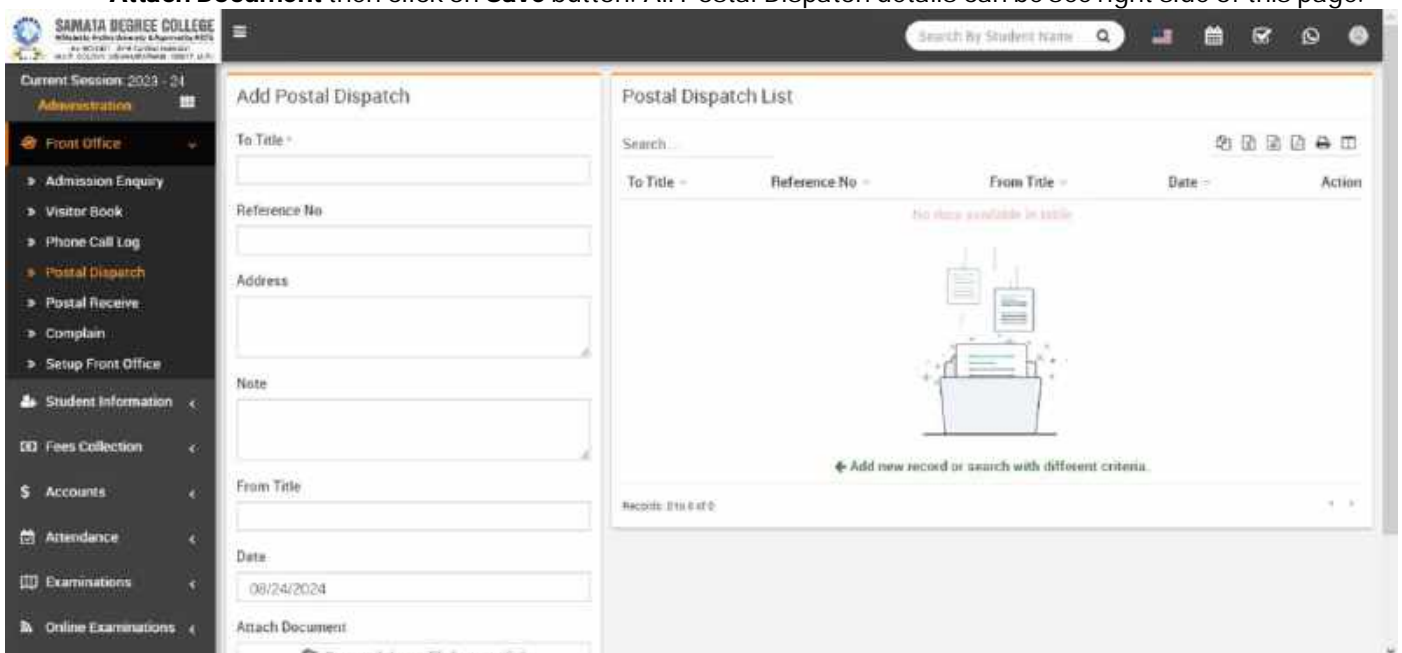 Attach Document then click on Save button. All Postal Dispatch details can be see right side of this page.
SAMATA DEGREE COLLEGE
Search By Student Name
Current Session: 2023 - 24
Administration
Front Office
Admission Enquiry
Visitor Book
Phone Call Log
Postal Dispatch
Postal Receive
Complain
Setup Front Office
Student Information
Fees Collection
Accounts
Attendance
Examinations
Online Examinations
Add Postal Dispatch
To Title *
Reference No
Address
Note
From Title
Date
08/24/2024
Attach Document
Postal Dispatch List
Search...
To Title Reference No From Title Date Action
No data available in table
Add new record or search with different criteria.
Records: 0 to 0 of 0